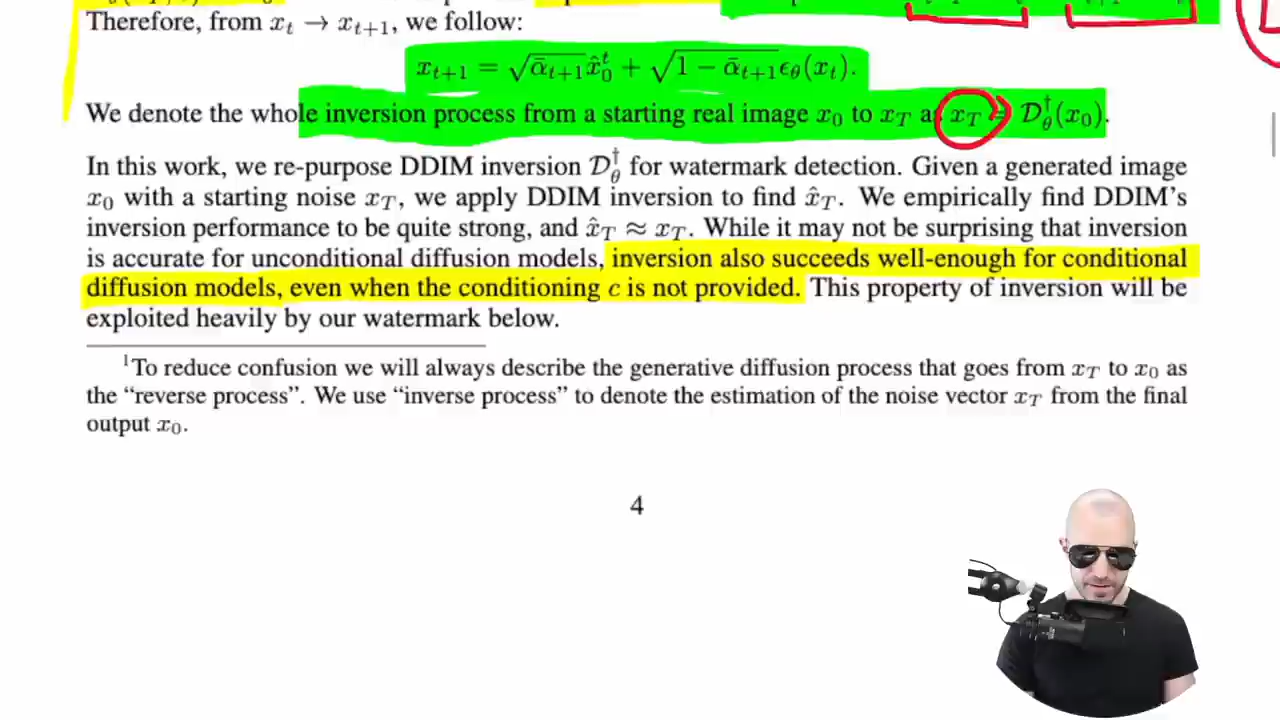 Therefore, from x_t → x_{t+1}, we follow:
x_{t+1} = √ᾱ_{t+1} x̂_0^t + √(1 − ᾱ_{t+1}) ϵ_θ(x_t).
We denote the whole inversion process from a starting real image x_0 to x_T as x_T = D_θ^†(x_0).
In this work, we re-purpose DDIM inversion D_θ^† for watermark detection. Given a generated image
x_0 with a starting noise x_T, we apply DDIM inversion to find x̂_T. We empirically find DDIM's
inversion performance to be quite strong, and x̂_T ≈ x_T. While it may not be surprising that inversion
is accurate for unconditional diffusion models, inversion also succeeds well-enough for conditional
diffusion models, even when the conditioning c is not provided. This property of inversion will be
exploited heavily by our watermark below.
¹To reduce confusion we will always describe the generative diffusion process that goes from x_T to x_0 as
the “reverse process”. We use “inverse process” to denote the estimation of the noise vector x_T from the final
output x_0.
4